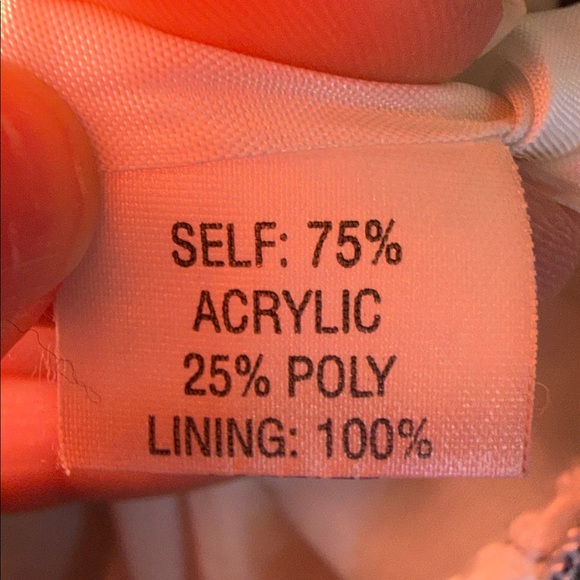 SELF: 75%
ACRYLIC
25% POLY
LINING: 100%